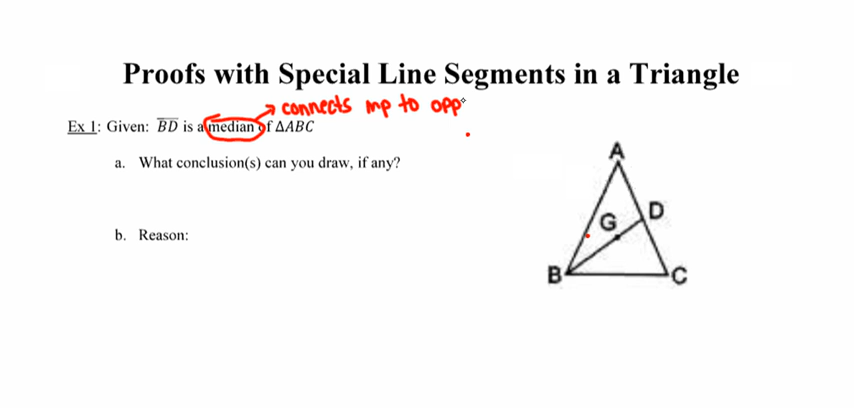 Proofs with Special Line Segments in a Triangle
connects mp to opp
Ex 1: Given: BD is a median of ΔABC
a. What conclusion(s) can you draw, if any?
b. Reason:
A
D
G
B
C